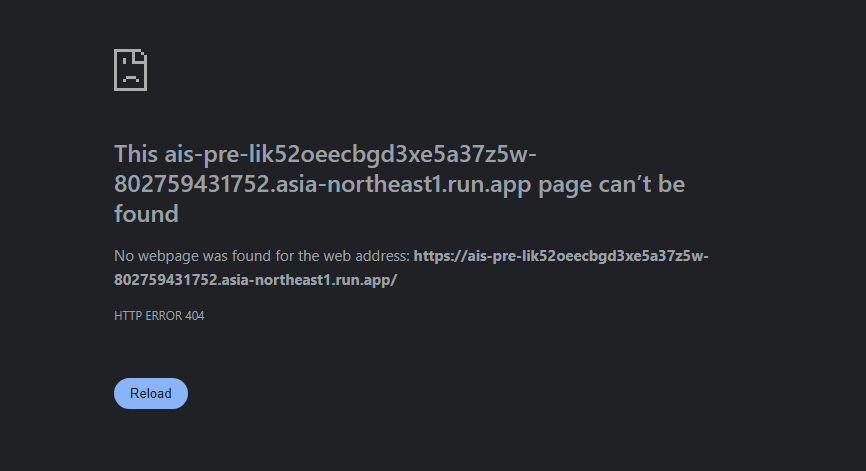 This ais-pre-lik52oeecbgd3xe5a37z5w-
802759431752.asia-northeast1.run.app page can’t be
found
No webpage was found for the web address: https://ais-pre-lik52oeecbgd3xe5a37z5w-
802759431752.asia-northeast1.run.app/
HTTP ERROR 404
Reload